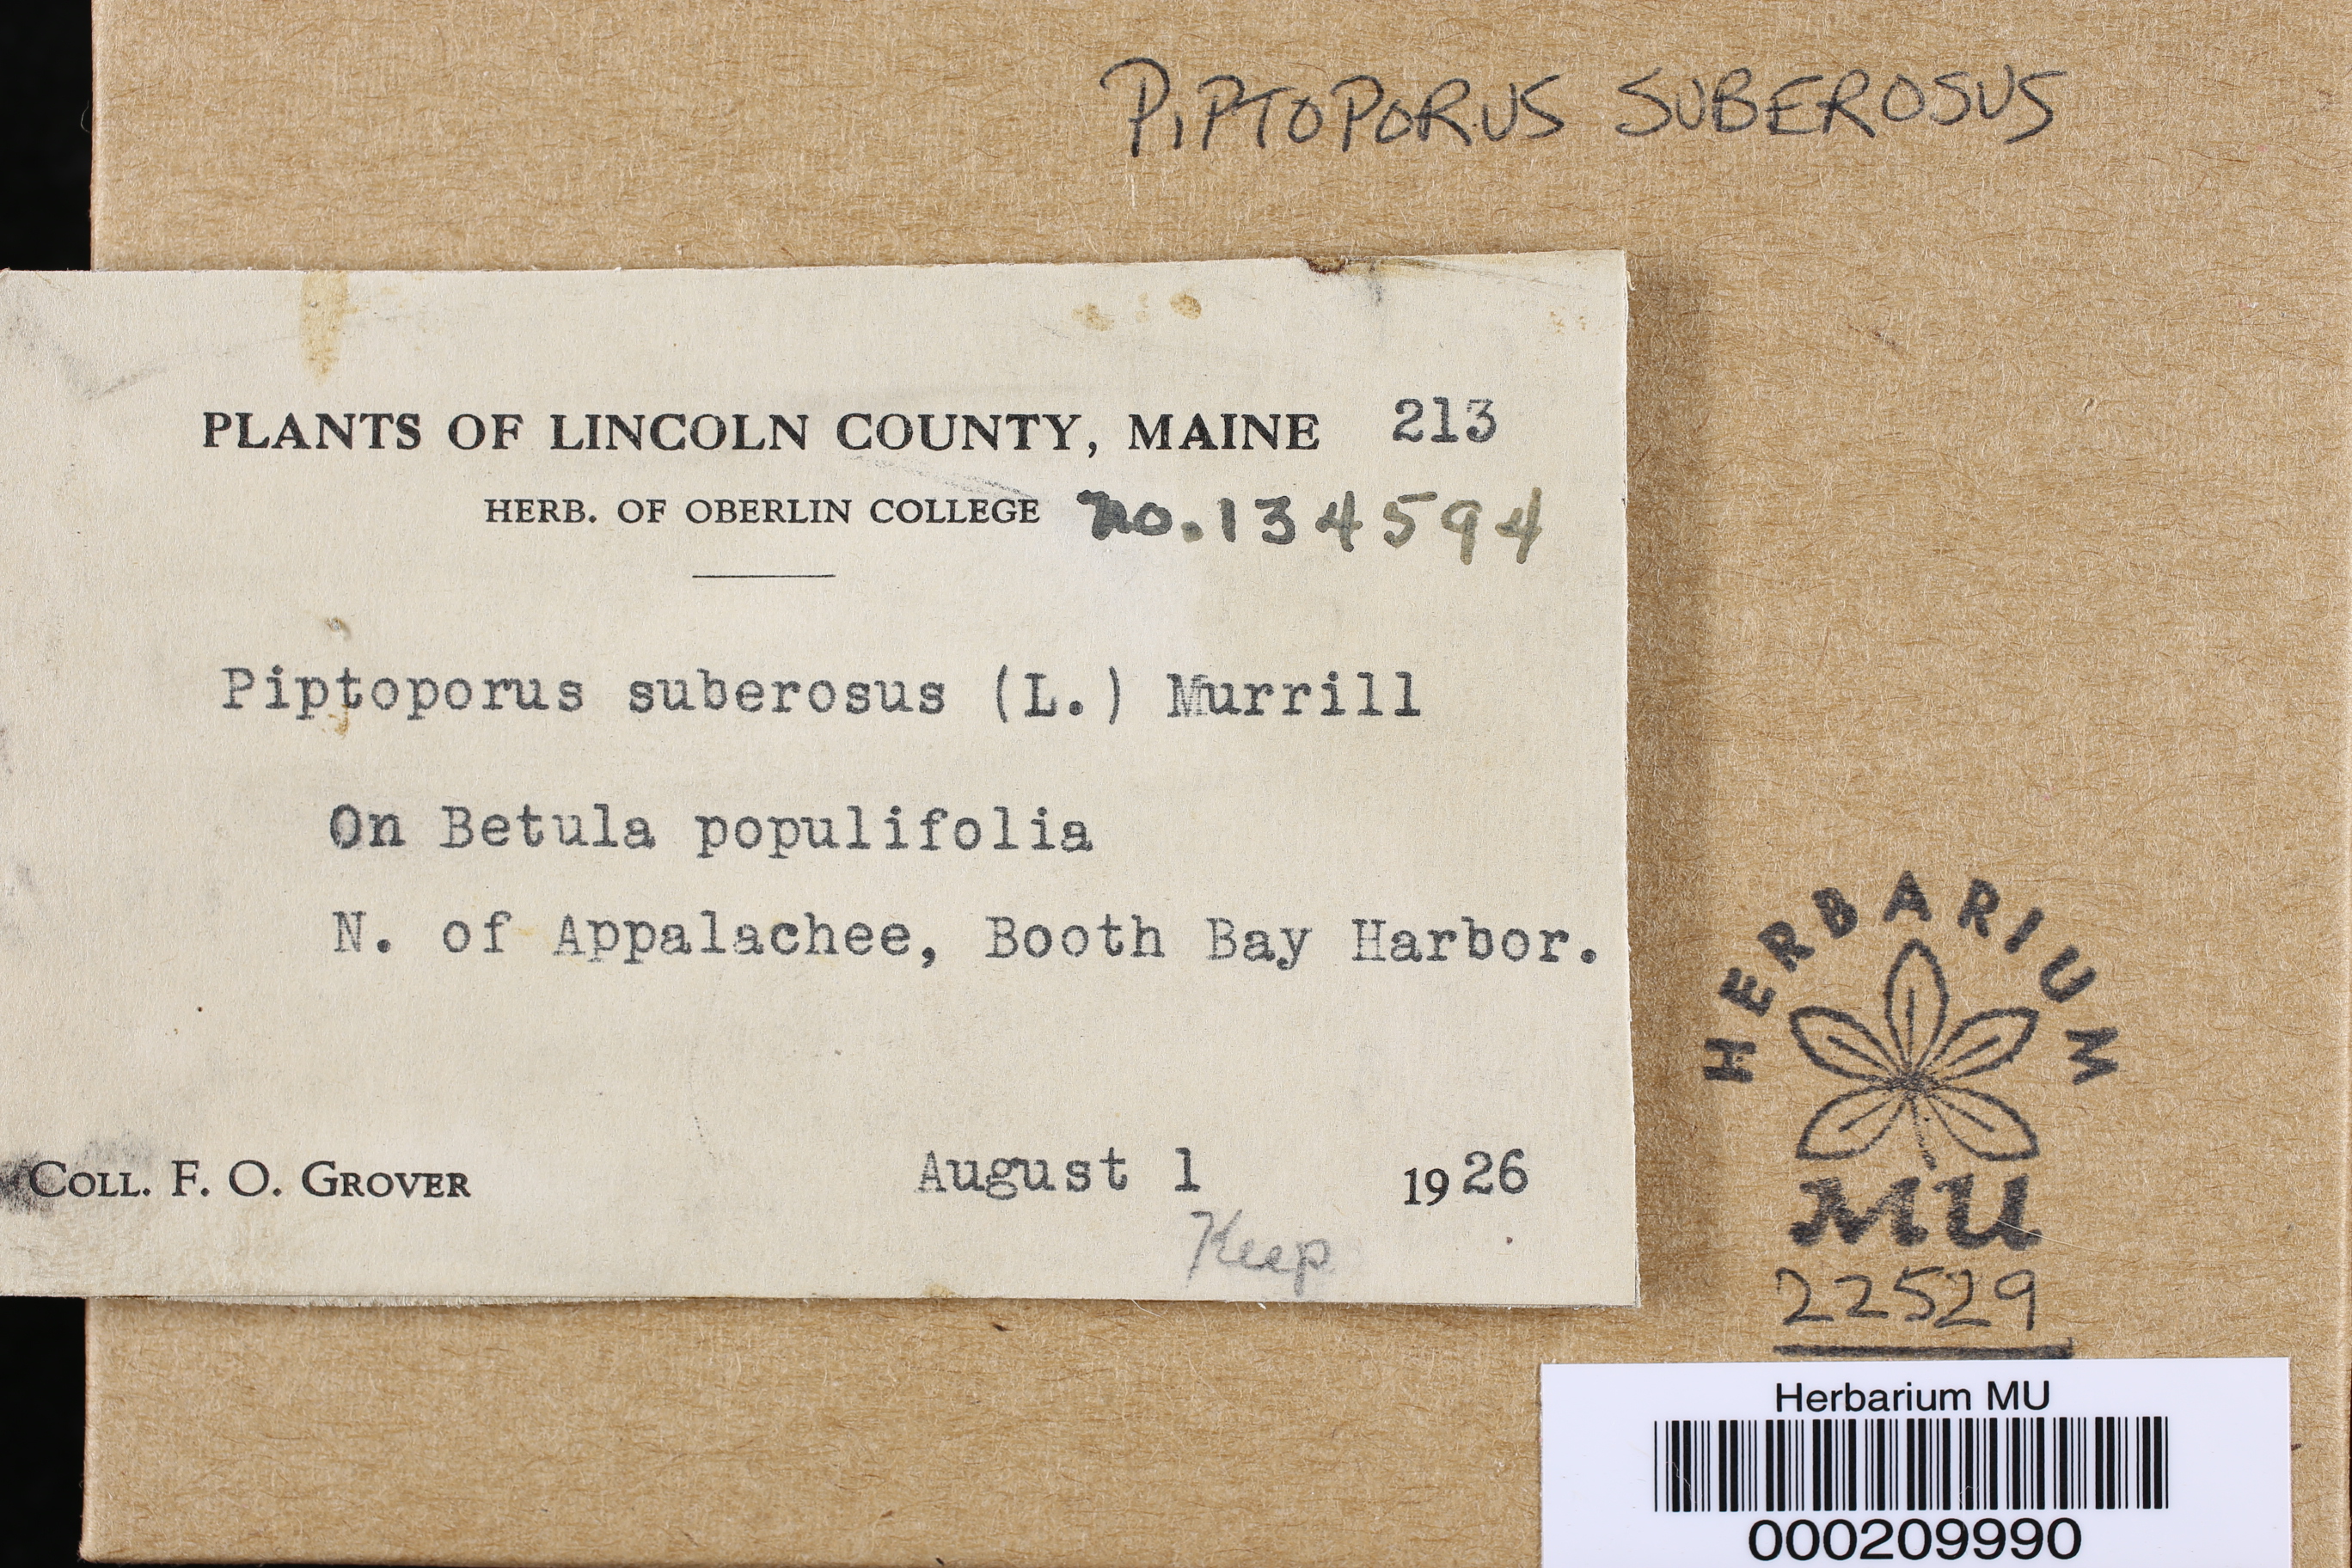 PIPTOPORUS SUBEROSUS
PLANTS OF LINCOLN COUNTY, MAINE 213
HERB. OF OBERLIN COLLEGE no. 134594
Piptoporus suberosus (L.) Murrill
On Betula populifolia
N. of Appalachee, Booth Bay Harbor.
COLL. F. O. GROVER August 1 1926
Keep
HERBARIUM
MU
22529
Herbarium MU
000209990